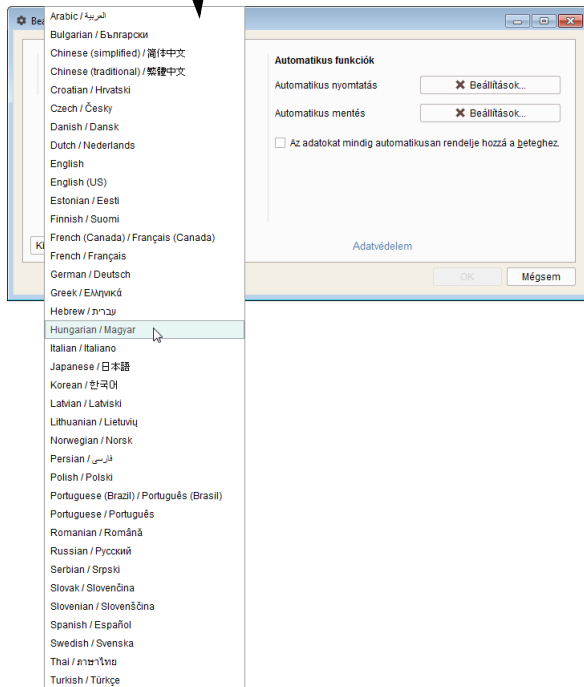 Bea
Arabic / العربية
Bulgarian / Български
Chinese (simplified) / 简体中文
Chinese (traditional) / 繁體中文
Croatian / Hrvatski
Czech / Česky
Danish / Dansk
Dutch / Nederlands
English
English (US)
Estonian / Eesti
Finnish / Suomi
French (Canada) / Français (Canada)
French / Français
German / Deutsch
Greek / Ελληνικά
Hebrew / עברית
Hungarian / Magyar
Italian / Italiano
Japanese / 日本語
Korean / 한국어
Latvian / Latviski
Lithuanian / Lietuvių
Norwegian / Norsk
Persian / فارسی
Polish / Polski
Portuguese (Brazil) / Português (Brasil)
Portuguese / Português
Romanian / Română
Russian / Русский
Serbian / Srpski
Slovak / Slovenčina
Slovenian / Slovenščina
Spanish / Español
Swedish / Svenska
Thai / ภาษาไทย
Turkish / Türkçe
Automatikus funkciók
Automatikus nyomtatás
Beállítások...
Automatikus mentés
Beállítások...
Az adatokat mindig automatikusan rendelje hozzá a beteghez.
Ki
Adatvédelem
OK
Mégsem